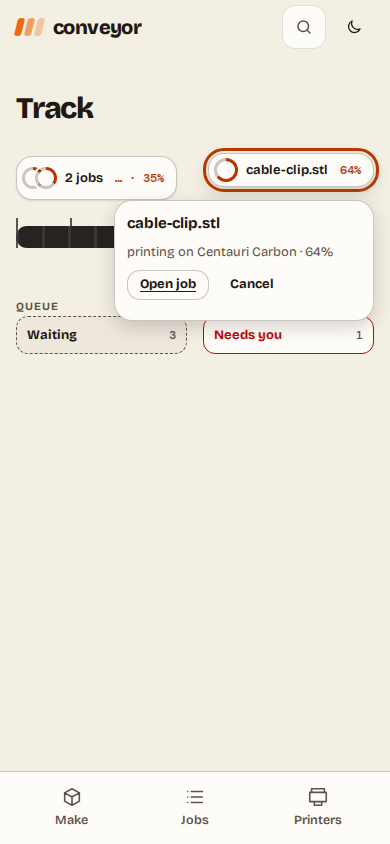 conveyor
Track
2 jobs … · 35%
cable-clip.stl 64%
cable-clip.stl
printing on Centauri Carbon · 64%
Open job Cancel
QUEUE
Waiting 3
Needs you 1
Make Jobs Printers